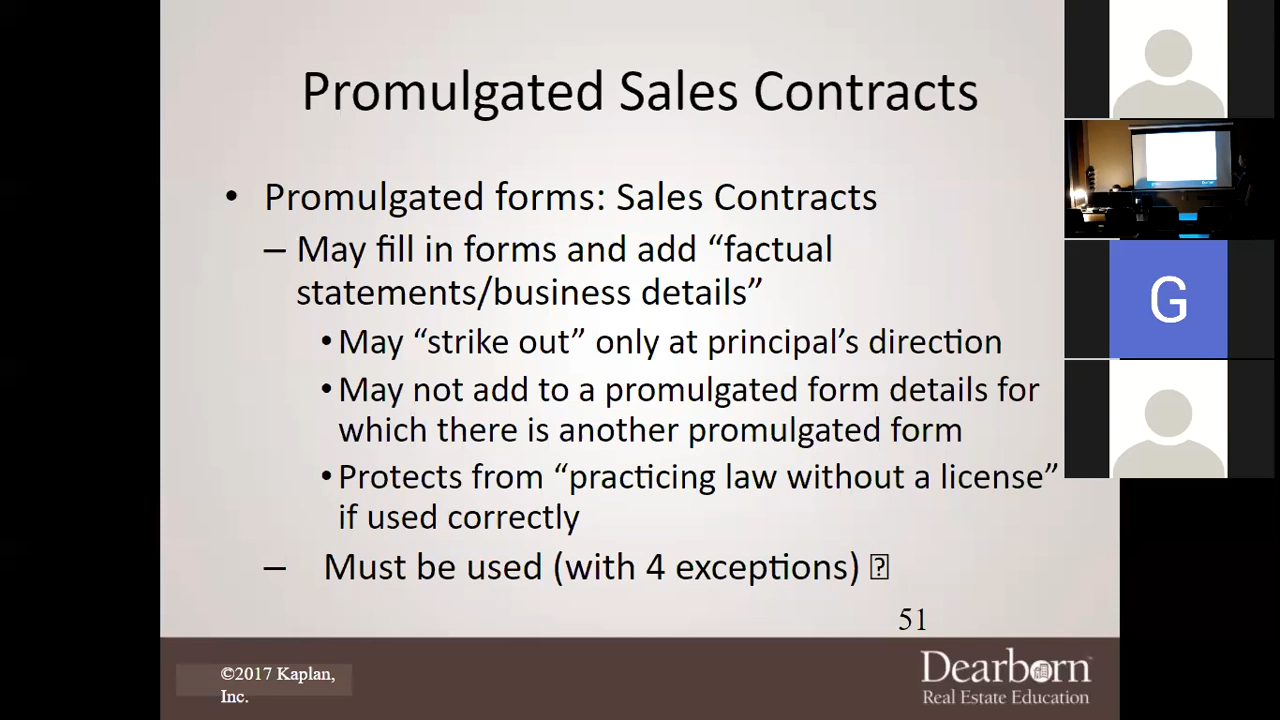 Promulgated Sales Contracts
• Promulgated forms: Sales Contracts
– May fill in forms and add “factual
statements/business details”
• May “strike out” only at principal’s direction
• May not add to a promulgated form details for
which there is another promulgated form
• Protects from “practicing law without a license”
if used correctly
– Must be used (with 4 exceptions) 
51
©2017 Kaplan,
Inc.
Dearborn
Real Estate Education
G